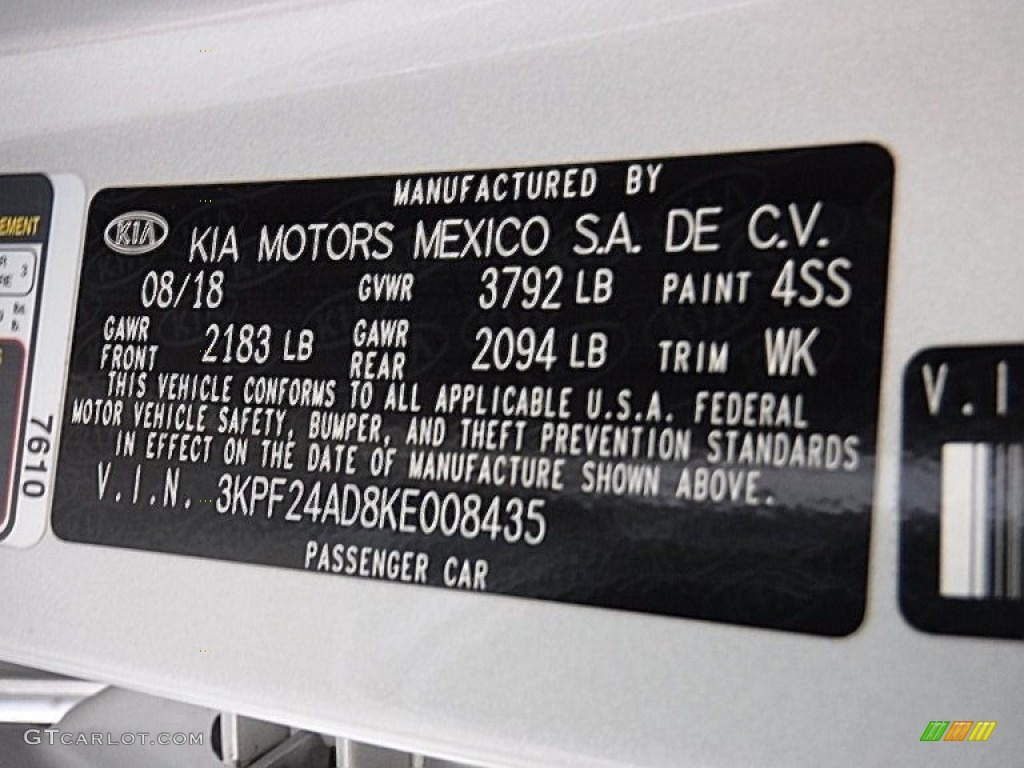 MANUFACTURED BY
KIA KIA MOTORS MEXICO S.A. DE C.V.
08/18 GVWR 3792 LB PAINT 4SS
GAWR FRONT 2183 LB GAWR REAR 2094 LB TRIM WK
THIS VEHICLE CONFORMS TO ALL APPLICABLE U.S.A. FEDERAL
MOTOR VEHICLE SAFETY, BUMPER, AND THEFT PREVENTION STANDARDS
IN EFFECT ON THE DATE OF MANUFACTURE SHOWN ABOVE.
V.I.N. 3KPF24AD8KE008435
PASSENGER CAR
7610
V.I
GTCARLOT.COM